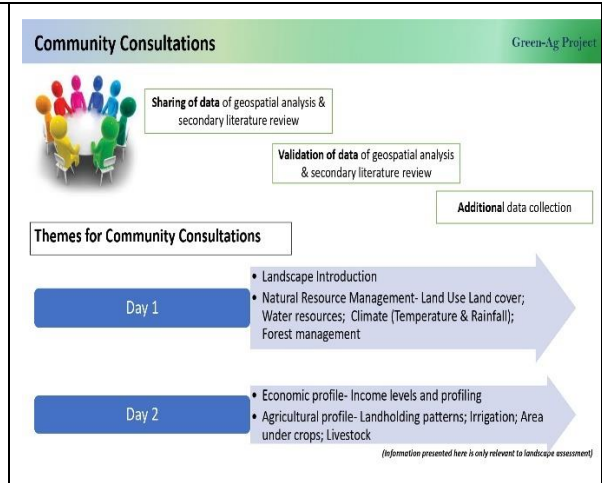 Community Consultations
Green-Ag Project
Sharing of data of geospatial analysis &
secondary literature review
Validation of data of geospatial analysis
& secondary literature review
Additional data collection
Themes for Community Consultations
Day 1
• Landscape Introduction
• Natural Resource Management- Land Use Land cover;
Water resources; Climate (Temperature & Rainfall);
Forest management
Day 2
• Economic profile- Income levels and profiling
• Agricultural profile- Landholding patterns; Irrigation; Area
under crops; Livestock
(Information presented here is only relevant to landscape assessment)